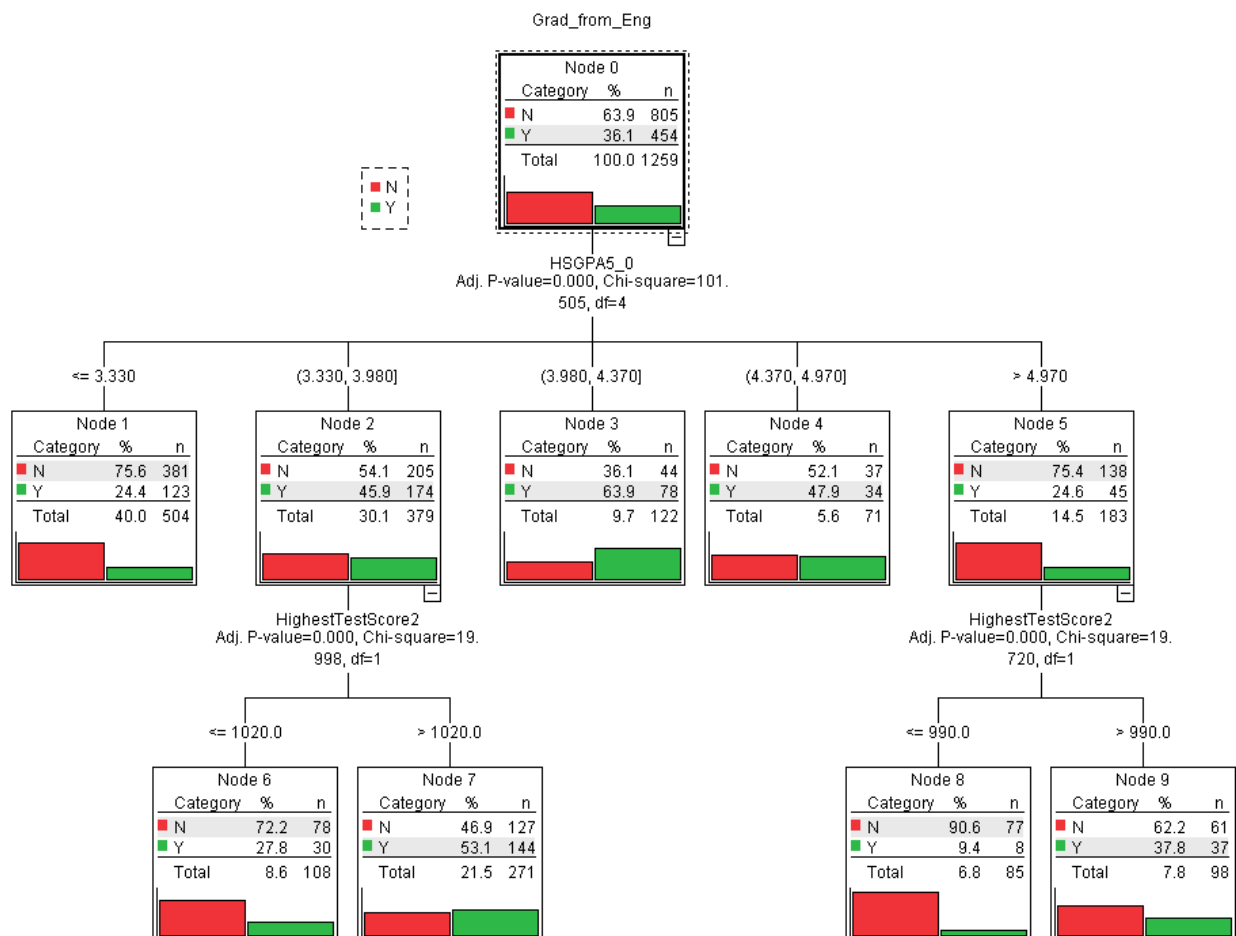 Grad_from_Eng
Node 0
Category % n
N 63.9 805
Y 36.1 454
Total 100.0 1259
N
Y
HSGPA5_0
Adj. P-value=0.000, Chi-square=101.
505, df=4
<= 3.330
(3.330, 3.980]
(3.980, 4.370]
(4.370, 4.970]
> 4.970
Node 1
Category % n
N 75.6 381
Y 24.4 123
Total 40.0 504
Node 2
Category % n
N 54.1 205
Y 45.9 174
Total 30.1 379
Node 3
Category % n
N 36.1 44
Y 63.9 78
Total 9.7 122
Node 4
Category % n
N 52.1 37
Y 47.9 34
Total 5.6 71
Node 5
Category % n
N 75.4 138
Y 24.6 45
Total 14.5 183
HighestTestScore2
Adj. P-value=0.000, Chi-square=19.
998, df=1
HighestTestScore2
Adj. P-value=0.000, Chi-square=19.
720, df=1
<= 1020.0
> 1020.0
<= 990.0
> 990.0
Node 6
Category % n
N 72.2 78
Y 27.8 30
Total 8.6 108
Node 7
Category % n
N 46.9 127
Y 53.1 144
Total 21.5 271
Node 8
Category % n
N 90.6 77
Y 9.4 8
Total 6.8 85
Node 9
Category % n
N 62.2 61
Y 37.8 37
Total 7.8 98